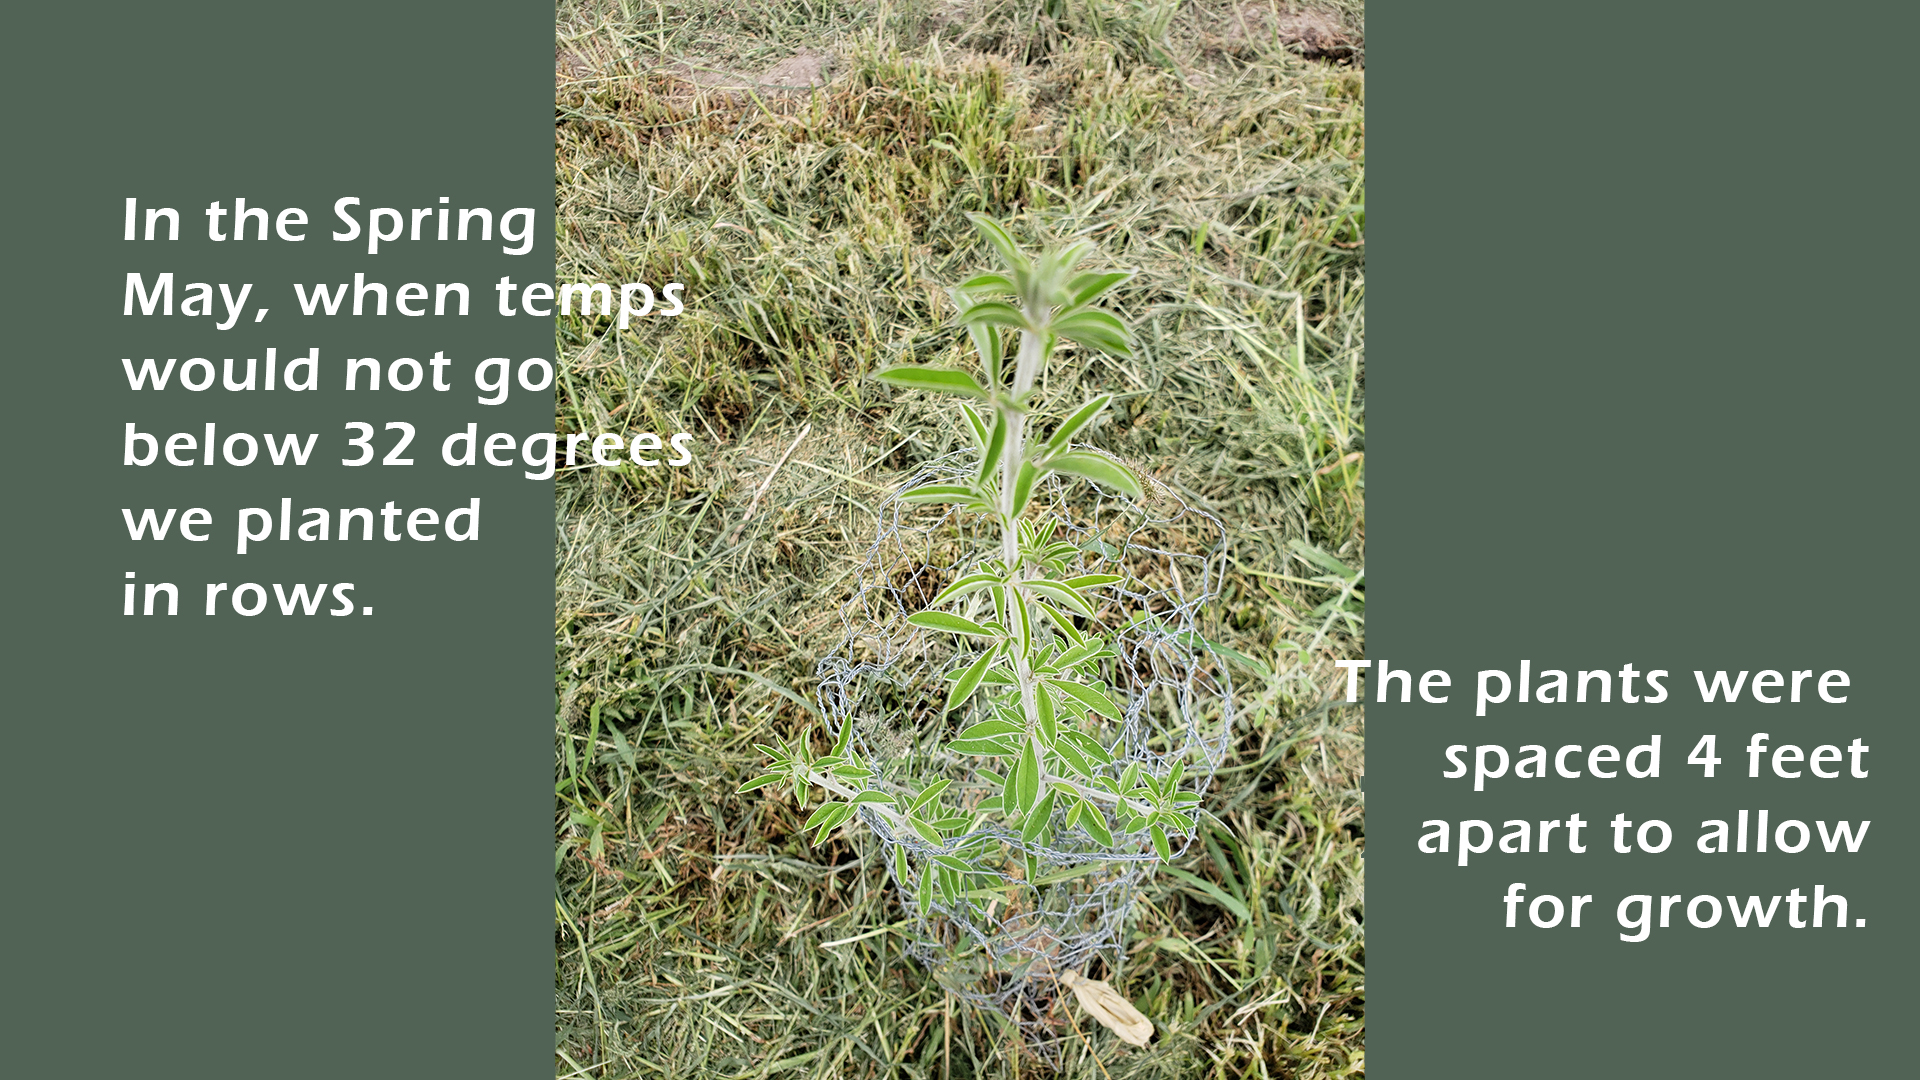 In the Spring
May, when temps
would not go
below 32 degrees
we planted
in rows.
The plants were
spaced 4 feet
apart to allow
for growth.